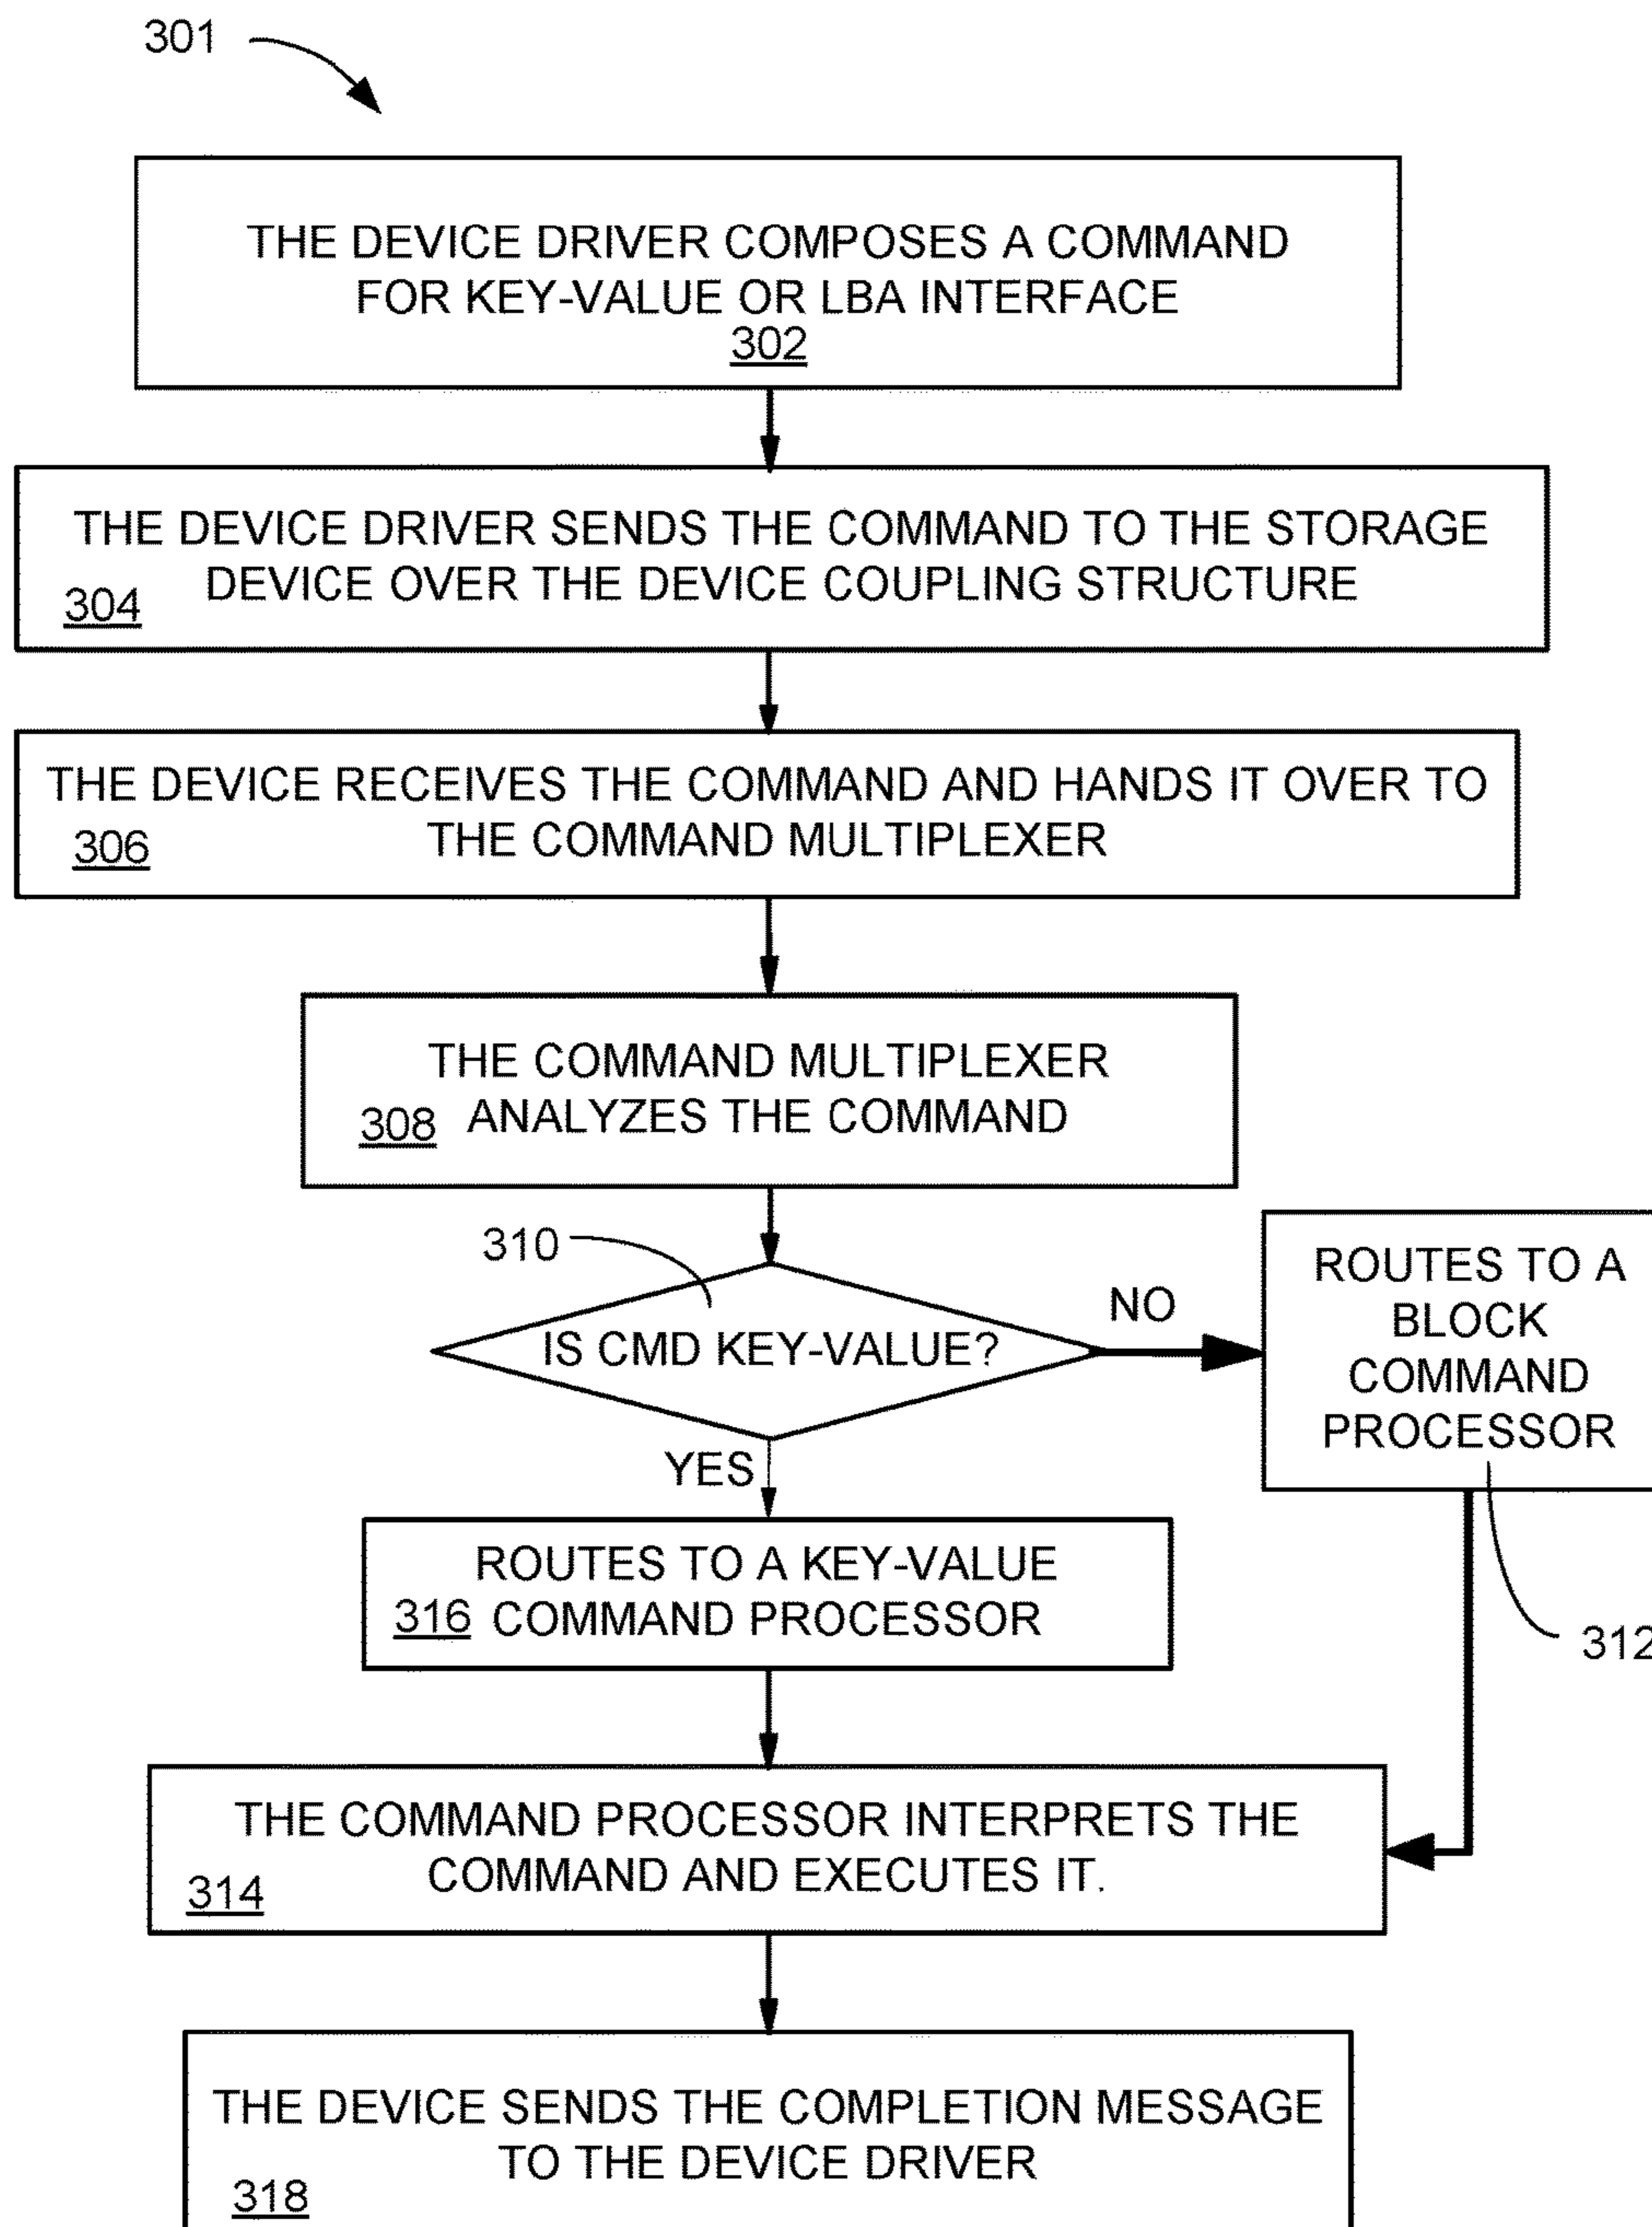 301
THE DEVICE DRIVER COMPOSES A COMMAND
FOR KEY-VALUE OR LBA INTERFACE
302
THE DEVICE DRIVER SENDS THE COMMAND TO THE STORAGE
DEVICE OVER THE DEVICE COUPLING STRUCTURE
304
THE DEVICE RECEIVES THE COMMAND AND HANDS IT OVER TO
THE COMMAND MULTIPLEXER
306
THE COMMAND MULTIPLEXER
ANALYZES THE COMMAND
308
310
IS CMD KEY-VALUE?
NO
ROUTES TO A
BLOCK
COMMAND
PROCESSOR
312
YES
ROUTES TO A KEY-VALUE
COMMAND PROCESSOR
316
THE COMMAND PROCESSOR INTERPRETS THE
COMMAND AND EXECUTES IT.
314
THE DEVICE SENDS THE COMPLETION MESSAGE
TO THE DEVICE DRIVER
318